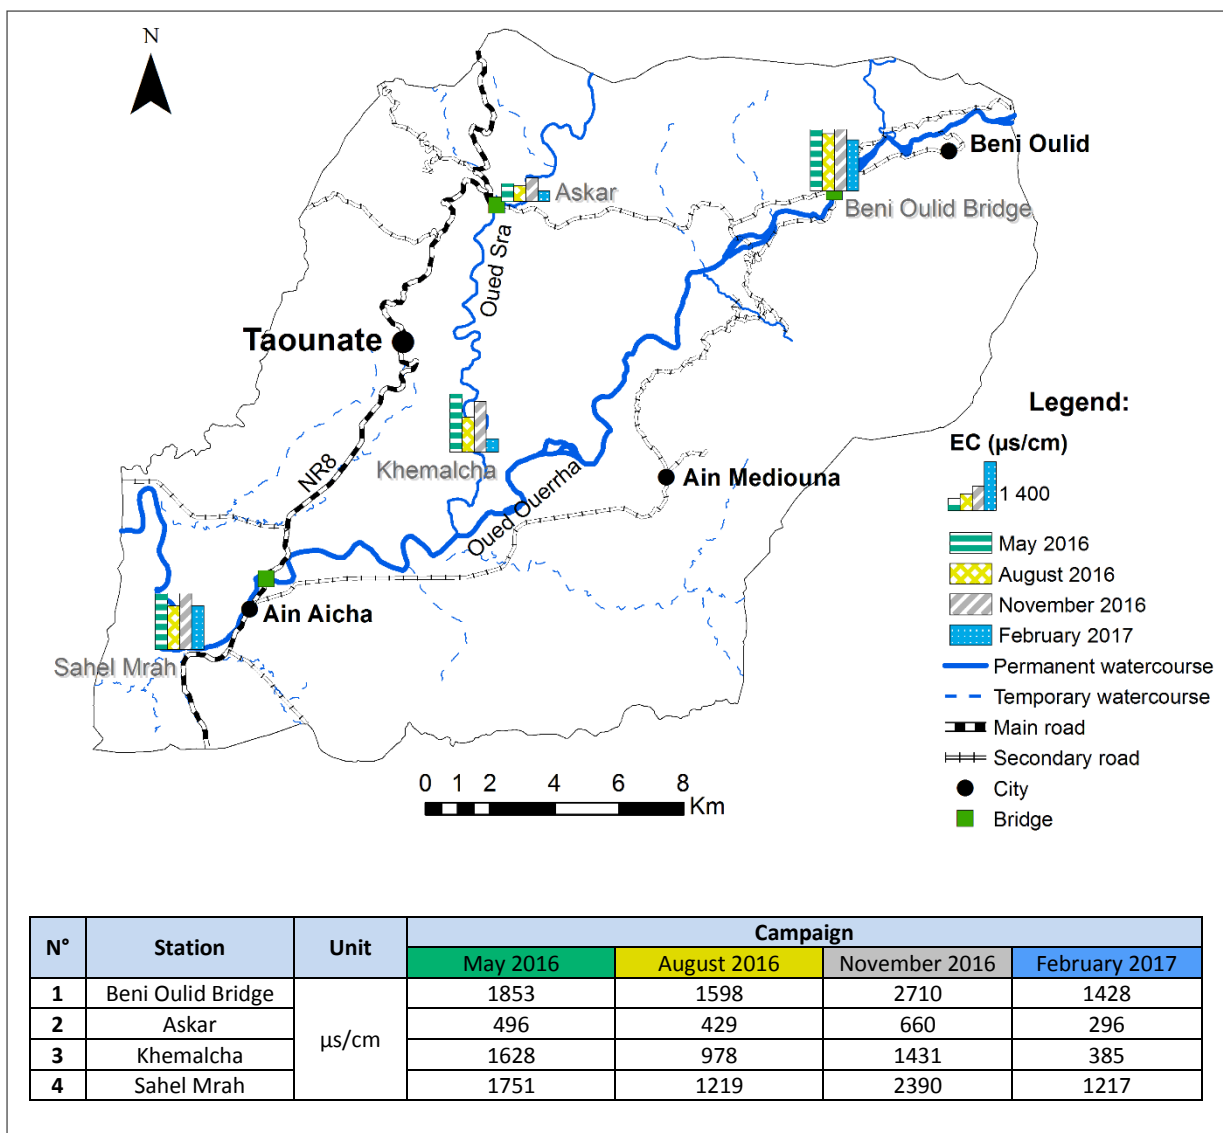 N
Beni Oulid
Askar
Beni Oulid Bridge
Oued Sra
Taounate
Legend:
EC (µs/cm)
1 400
Khemalcha
NR8
Oued Ouerrha
Ain Mediouna
May 2016
August 2016
November 2016
February 2017
Ain Aicha
Sahel Mrah
Permanent watercourse
Temporary watercourse
Main road
Secondary road
City
Bridge
0 1 2 4 6 8
Km
N° Station Unit Campaign
May 2016 August 2016 November 2016 February 2017
1 Beni Oulid Bridge µs/cm 1853 1598 2710 1428
2 Askar 496 429 660 296
3 Khemalcha 1628 978 1431 385
4 Sahel Mrah 1751 1219 2390 1217